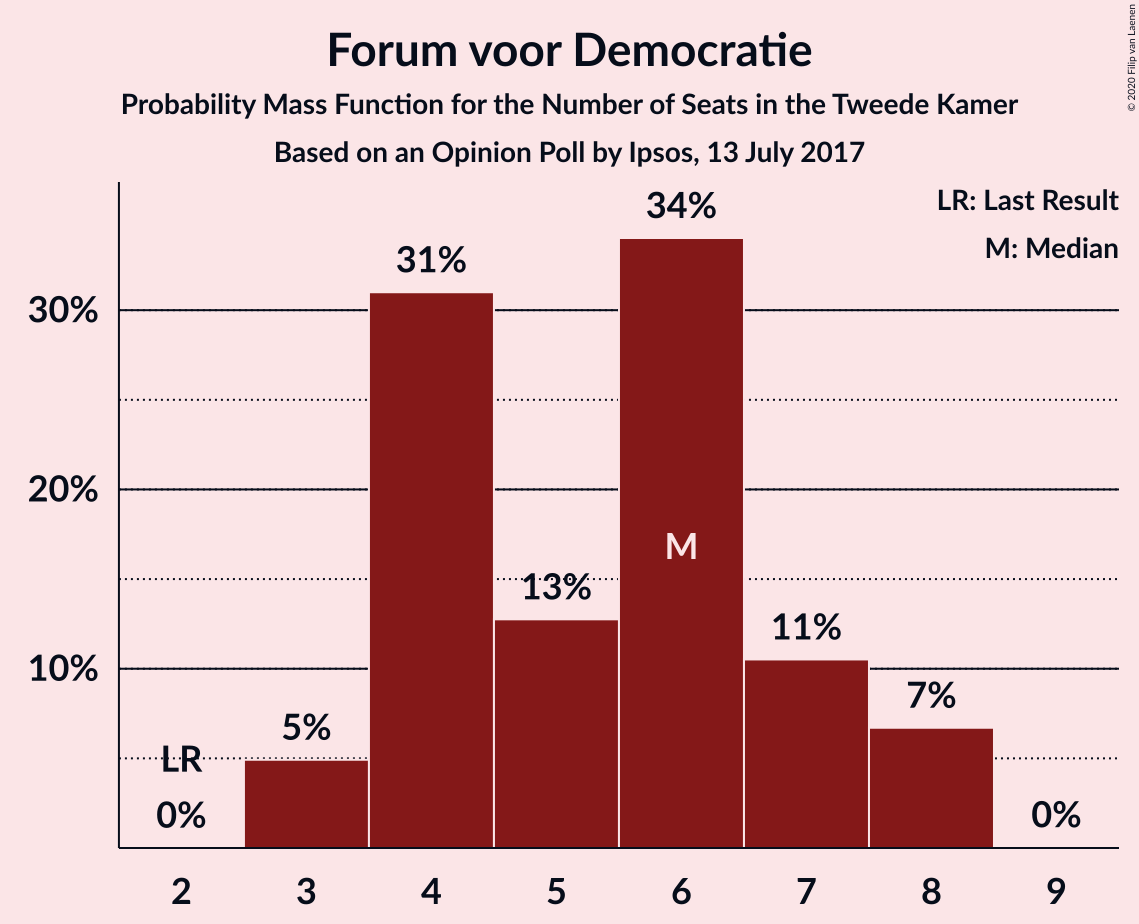 Forum voor Democratie
Probability Mass Function for the Number of Seats in the Tweede Kamer
Based on an Opinion Poll by Ipsos, 13 July 2017
© 2020 Filip van Laenen
LR: Last Result
M: Median
34%
31%
30%
20%
M
13%
11%
10%
7%
5%
LR
0%
0%
2 3 4 5 6 7 8 9